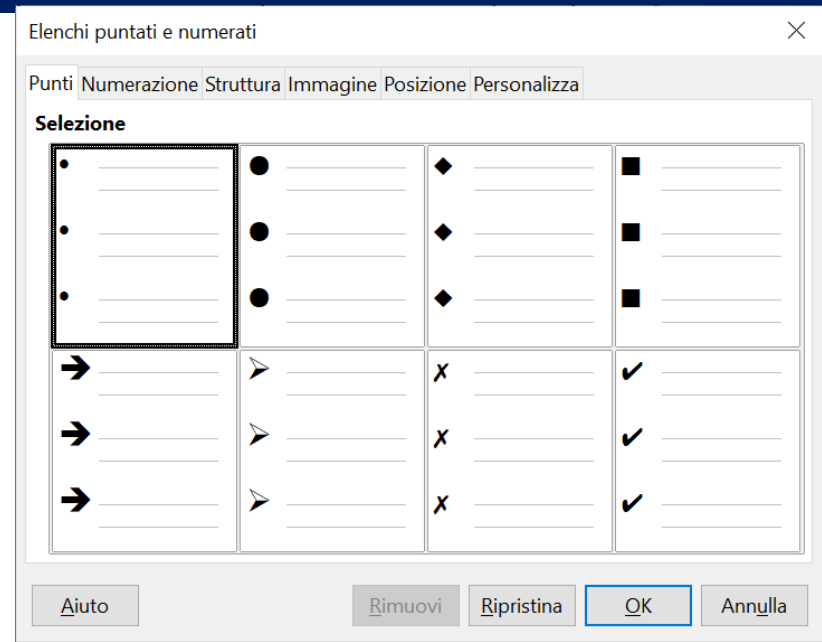 Elenchi puntati e numerati
Punti Numerazione Struttura Immagine Posizione Personalizza
Selezione
Aiuto Rimuovi Ripristina OK Annulla